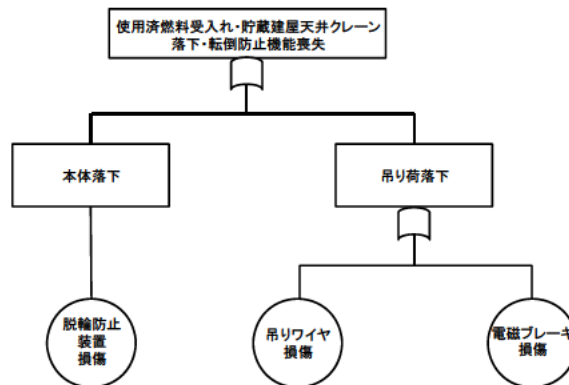 使用済燃料受入れ・貯蔵建屋天井クレーン
落下・転倒防止機能喪失
本体落下
吊り荷落下
脱輪防止
装置
損傷
吊りワイヤ
損傷
電磁ブレーキ
損傷